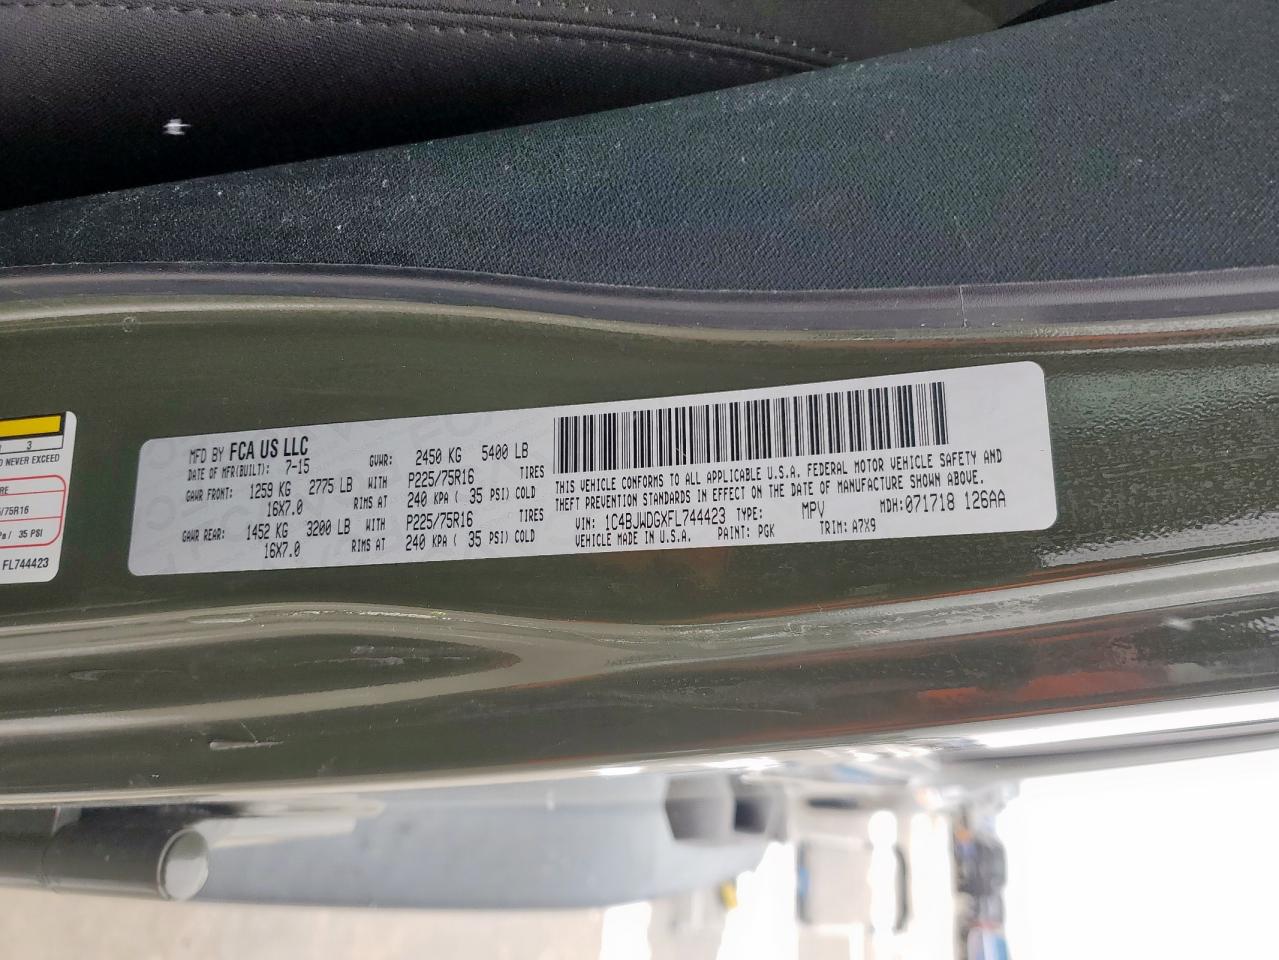 3
D NEVER EXCEED
RE
/75R16
Pa / 35 PSI
FL744423
MFD BY FCA US LLC
DATE OF MFR(BUILT): 7-15 GVWR: 2450 KG 5400 LB
GAWR FRONT: 1259 KG 2775 LB WITH P225/75R16 TIRES
16X7.0 RIMS AT 240 KPA ( 35 PSI) COLD
GAWR REAR: 1452 KG 3200 LB WITH P225/75R16 TIRES
16X7.0 RIMS AT 240 KPA ( 35 PSI) COLD
THIS VEHICLE CONFORMS TO ALL APPLICABLE U.S.A. FEDERAL MOTOR VEHICLE SAFETY AND
THEFT PREVENTION STANDARDS IN EFFECT ON THE DATE OF MANUFACTURE SHOWN ABOVE.
VIN: 1C4BJWDGXFL744423 TYPE: MPV MDH:071718 126AA
VEHICLE MADE IN U.S.A. PAINT: PGK TRIM: A7X9